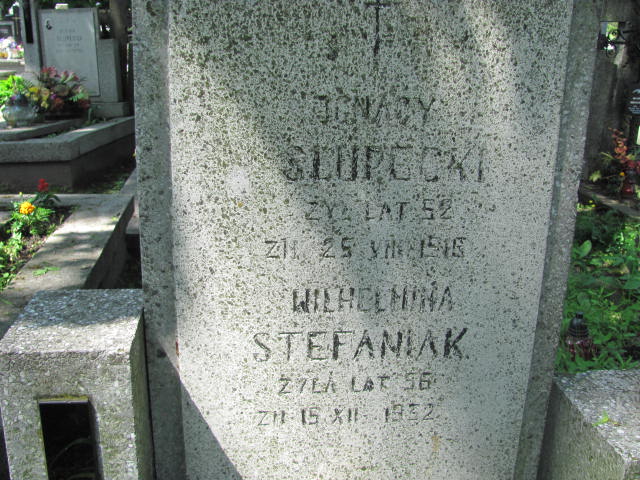 IGNACY
SŁUPECKI
ŻYŁ LAT 52
ZM. 25 VIII 1916
WILHELMINA
STEFANIAK
ŻYŁA LAT 56
ZM 15 XII 1932